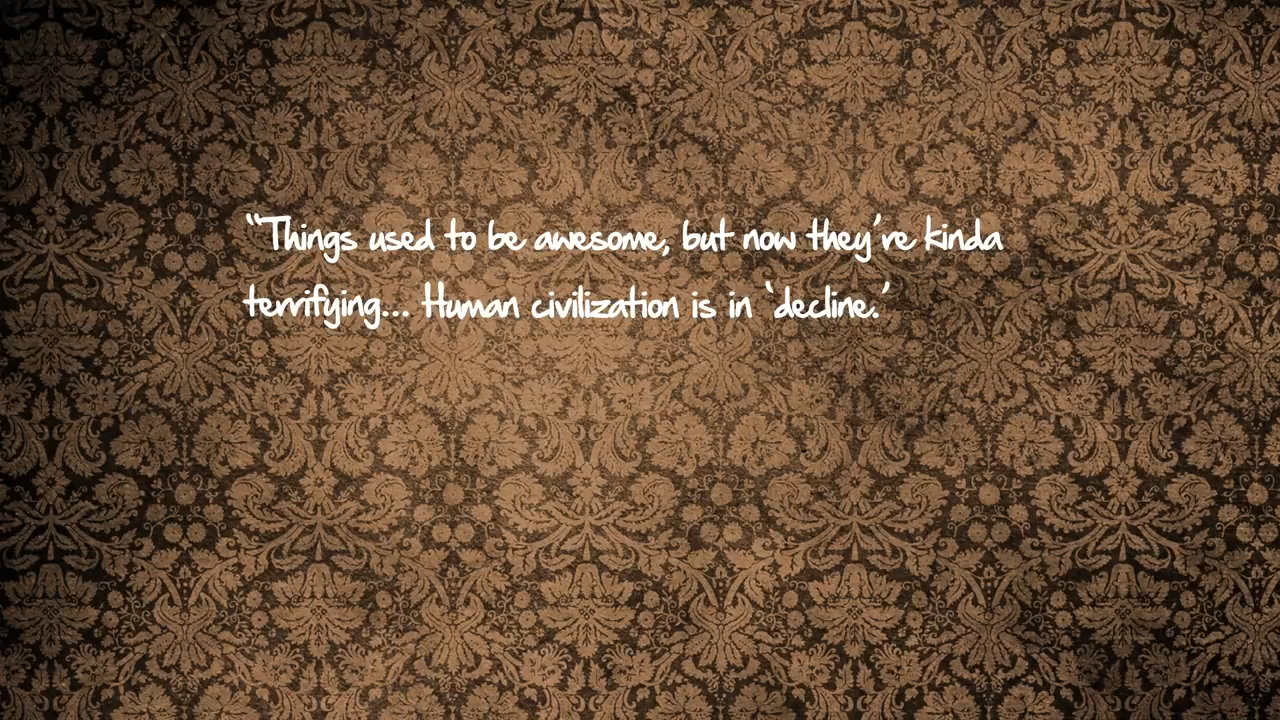 “Things used to be awesome, but now they’re kinda
terrifying... Human civilization is in ‘decline.’